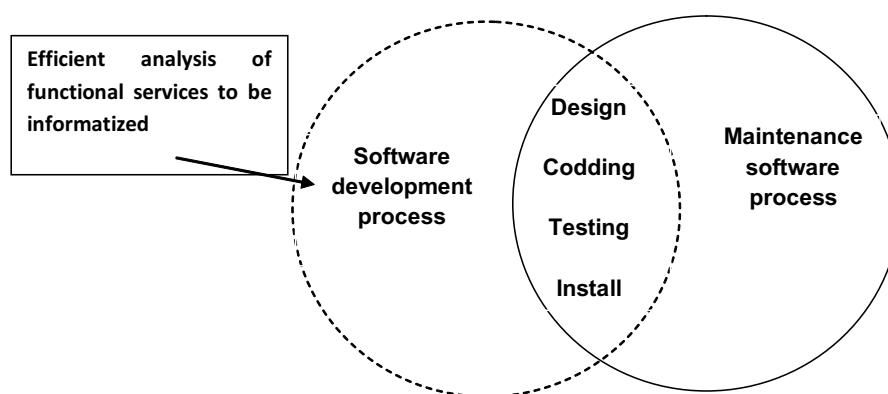 Efficient analysis of
functional services to be
informatized
Software
development
process
Design
Codding
Testing
Install
Maintenance
software
process